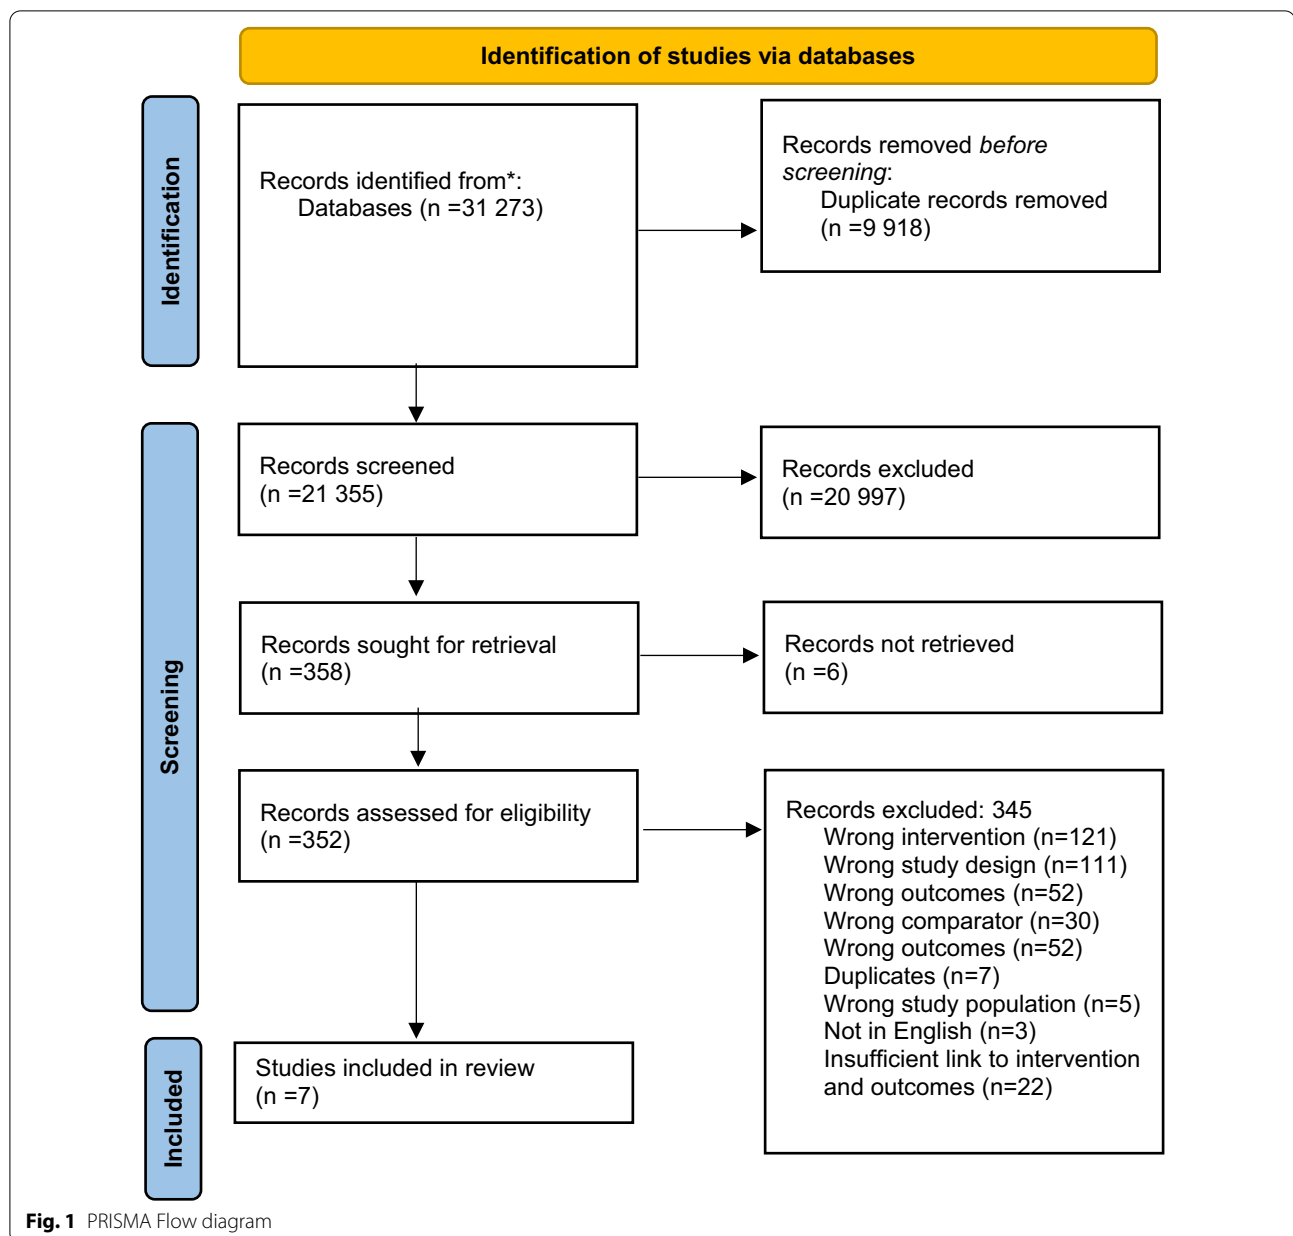 Identification of studies via databases
Identification
Records identified from*:
Databases (n =31 273)
Records removed before
screening:
Duplicate records removed
(n =9 918)
Screening
Records screened
(n =21 355)
Records excluded
(n =20 997)
Records sought for retrieval
(n =358)
Records not retrieved
(n =6)
Records assessed for eligibility
(n =352)
Records excluded: 345
Wrong intervention (n=121)
Wrong study design (n=111)
Wrong outcomes (n=52)
Wrong comparator (n=30)
Wrong outcomes (n=52)
Duplicates (n=7)
Wrong study population (n=5)
Not in English (n=3)
Insufficient link to intervention
and outcomes (n=22)
Included
Studies included in review
(n =7)
Fig. 1 PRISMA Flow diagram